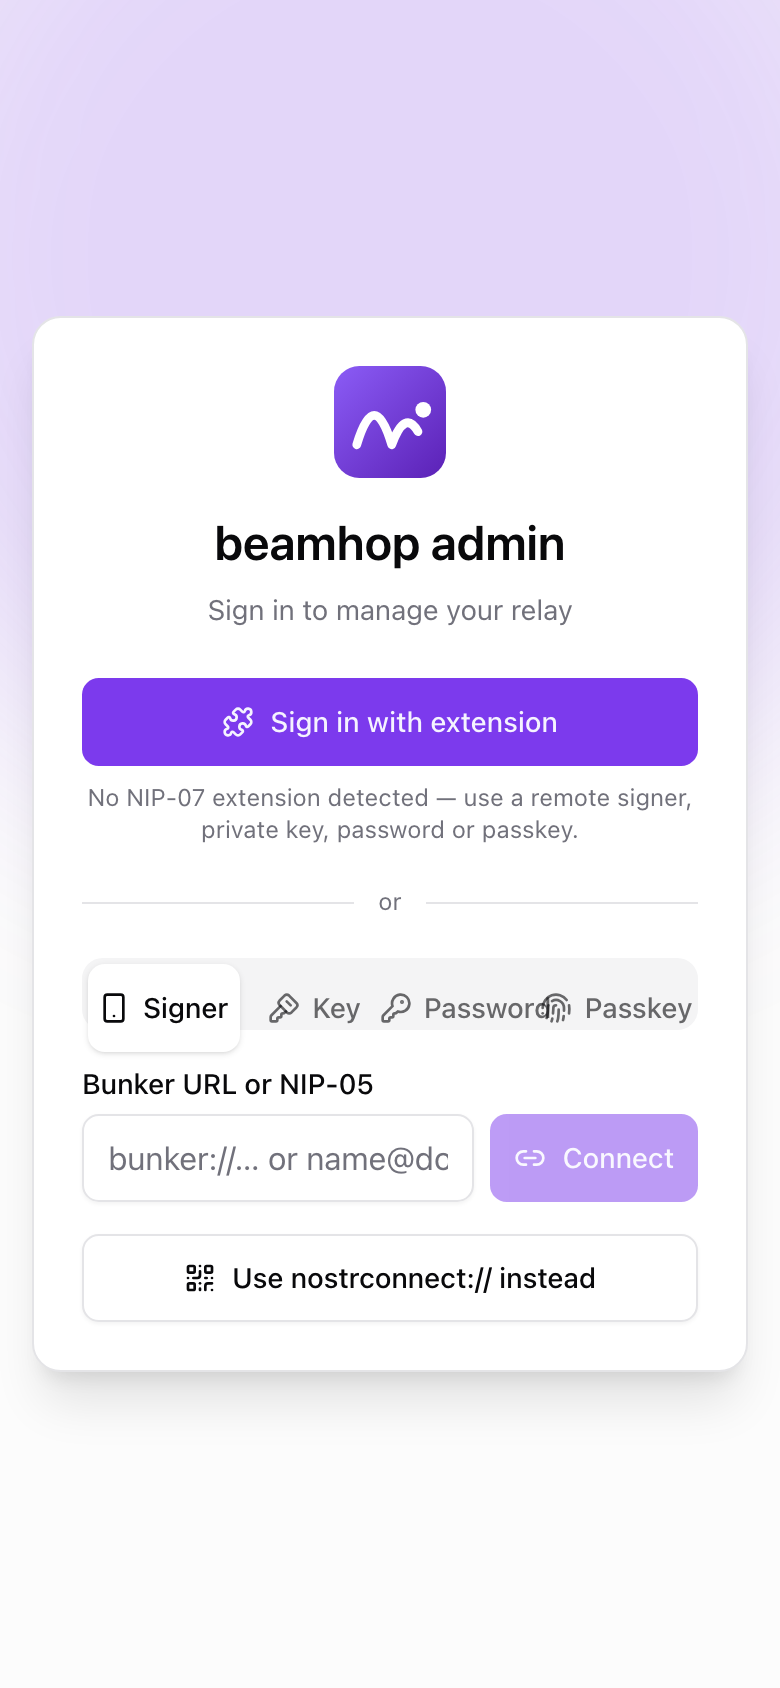 beamhop admin
Sign in to manage your relay
Sign in with extension
No NIP-07 extension detected — use a remote signer,
private key, password or passkey.
or
Signer Key Password Passkey
Bunker URL or NIP-05
bunker://... or name@do
Connect
Use nostrconnect:// instead